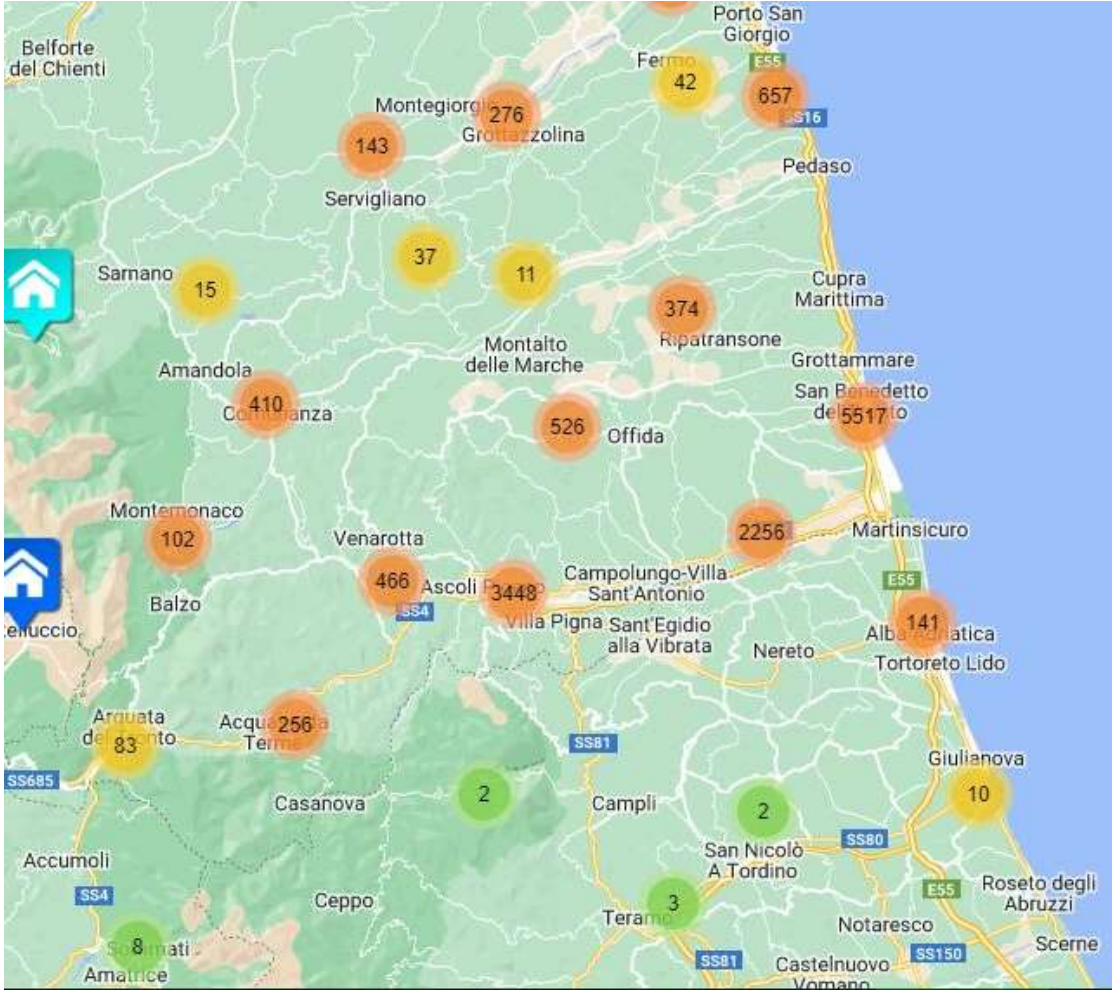 Porto San
Giorgio
Belforte
del Chienti
Fermo
42
E55
657
SS16
276
Grottazzolina
143
Pedaso
Servigliano
37
11
Sarnano
15
Cupra
Marittima
374
Ripatransone
Montalto
delle Marche
Grottammare
Amandola
410
San Benedetto
5517
526
Offida
Montemonaco
102
Venarotta
2256
Martinsicuro
466
Ascoli
3448
Campolungo-Villa
Sant'Antonio
E55
Balzo
SS4
Villa Pigna
Sant'Egidio
alla Vibrata
141
Alba Adriatica
Nereto
Tortoreto Lido
Arquata
83
256
SS81
SS685
Giulianova
2
10
Casanova
Campli
2
San Nicolò
A Tordino
SS80
Accumoli
SS4
Ceppo
E55
Roseto degli
Abruzzi
3
Teramo
Notaresco
8
Amatrice
SS81
SS150
Scerne
Castelnuovo
Vomano